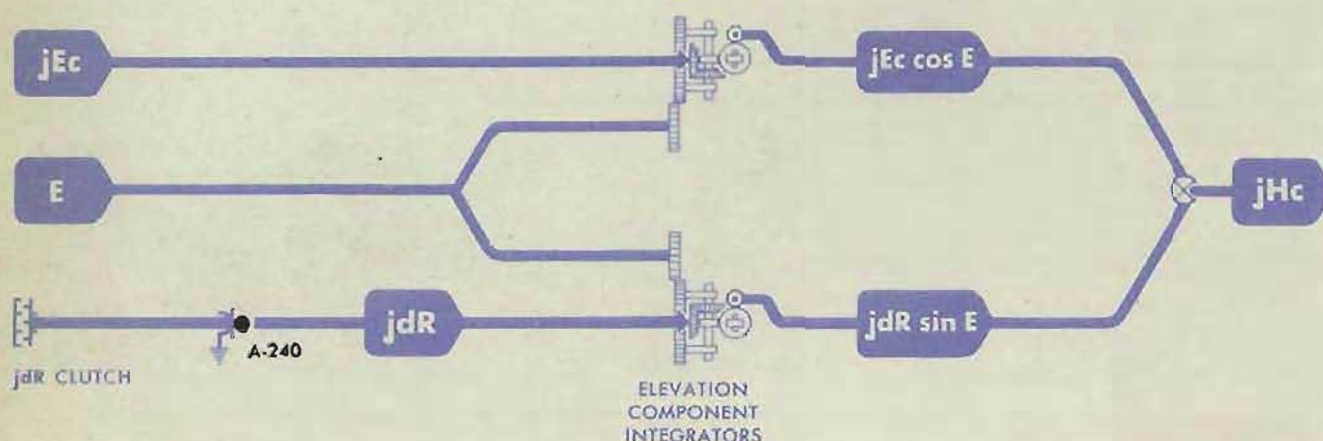 jEc
jEc cos E
E
jHc
jdR
jdR sin E
A-240
jdR CLUTCH
ELEVATION
COMPONENT
INTEGRATORS